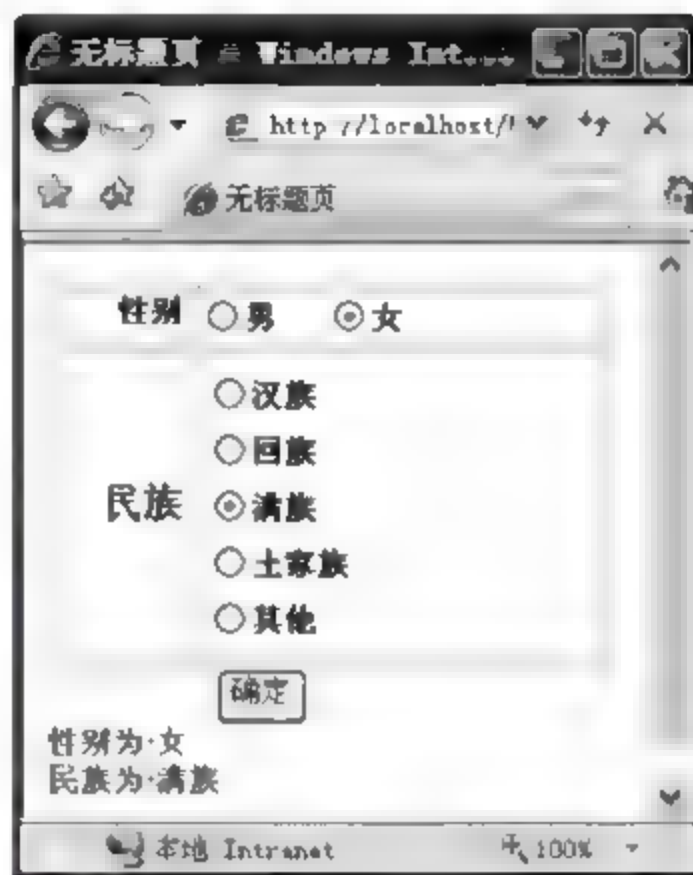 无标题页 - Windows Int...
http://localhost/
无标题页
性别 男 女
汉族
回族
民族 满族
土家族
其他
确定
性别为:女
民族为:满族
本地 Intranet 100%